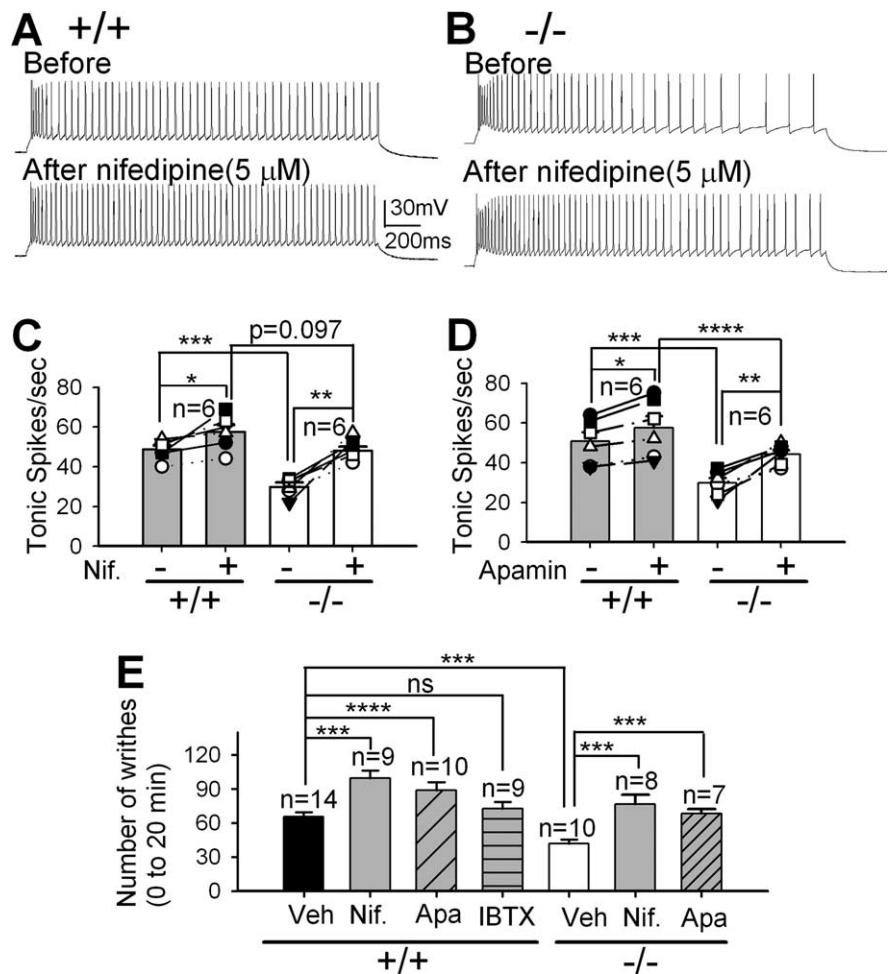 A +/+
B -/-
Before
Before
After nifedipine(5 μM)
After nifedipine(5 μM)
30mV
200ms
C
*** p=0.097
* **
n=6 n=6
Tonic Spikes/sec
80
60
40
20
0
Nif. - + - +
+/+ -/-
D
*** ****
* **
n=6 n=6
Tonic Spikes/sec
80
60
40
20
0
Apamin - + - +
+/+ -/-
E
***
ns
**** ***
*** ***
Number of writhes
(0 to 20 min)
120
90
60
30
0
n=14 n=9 n=10 n=9 n=10 n=8 n=7
Veh Nif. Apa IBTX Veh Nif. Apa
+/+ -/-